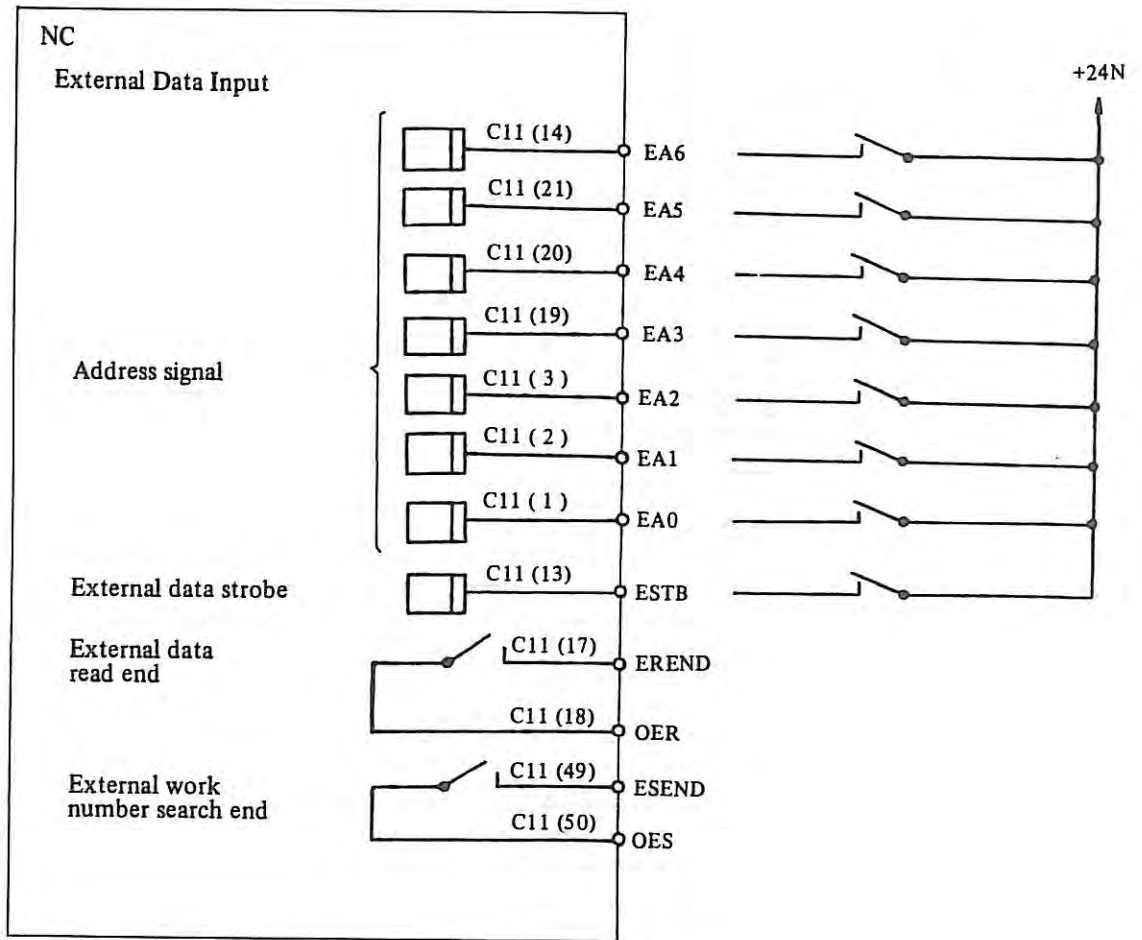 NC
External Data Input
+24N
C11 (14) EA6
C11 (21) EA5
C11 (20) EA4
C11 (19) EA3
Address signal
C11 ( 3 ) EA2
C11 ( 2 ) EA1
C11 ( 1 ) EA0
External data strobe C11 (13) ESTB
External data
read end
C11 (17) EREND
C11 (18) OER
External work
number search end
C11 (49) ESEND
C11 (50) OES